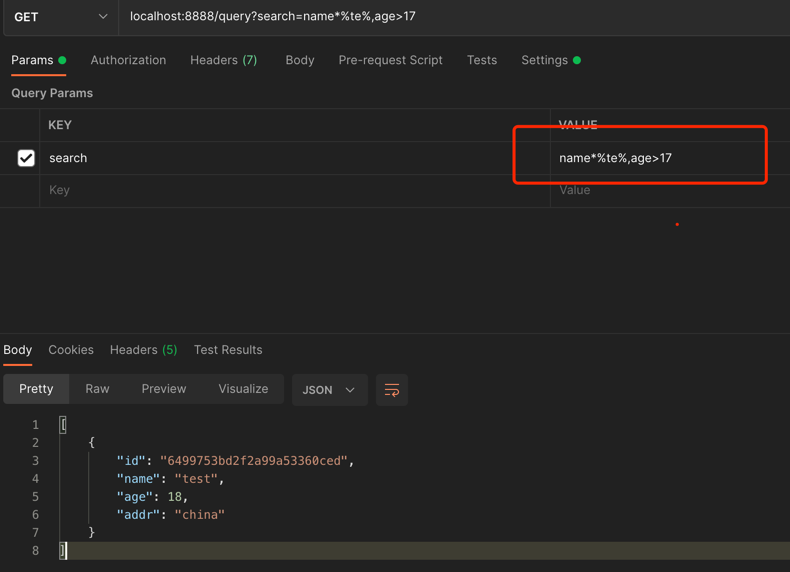 GET localhost:8888/query?search=name*%te%,age>17
Params Authorization Headers (7) Body Pre-request Script Tests Settings
Query Params
KEY VALUE
search name*%te%,age>17
Key Value
Body Cookies Headers (5) Test Results
Pretty Raw Preview Visualize JSON
1 [
2 {
3 "id": "6499753bd2f2a99a53360ced",
4 "name": "test",
5 "age": 18,
6 "addr": "china"
7 }
8 ]